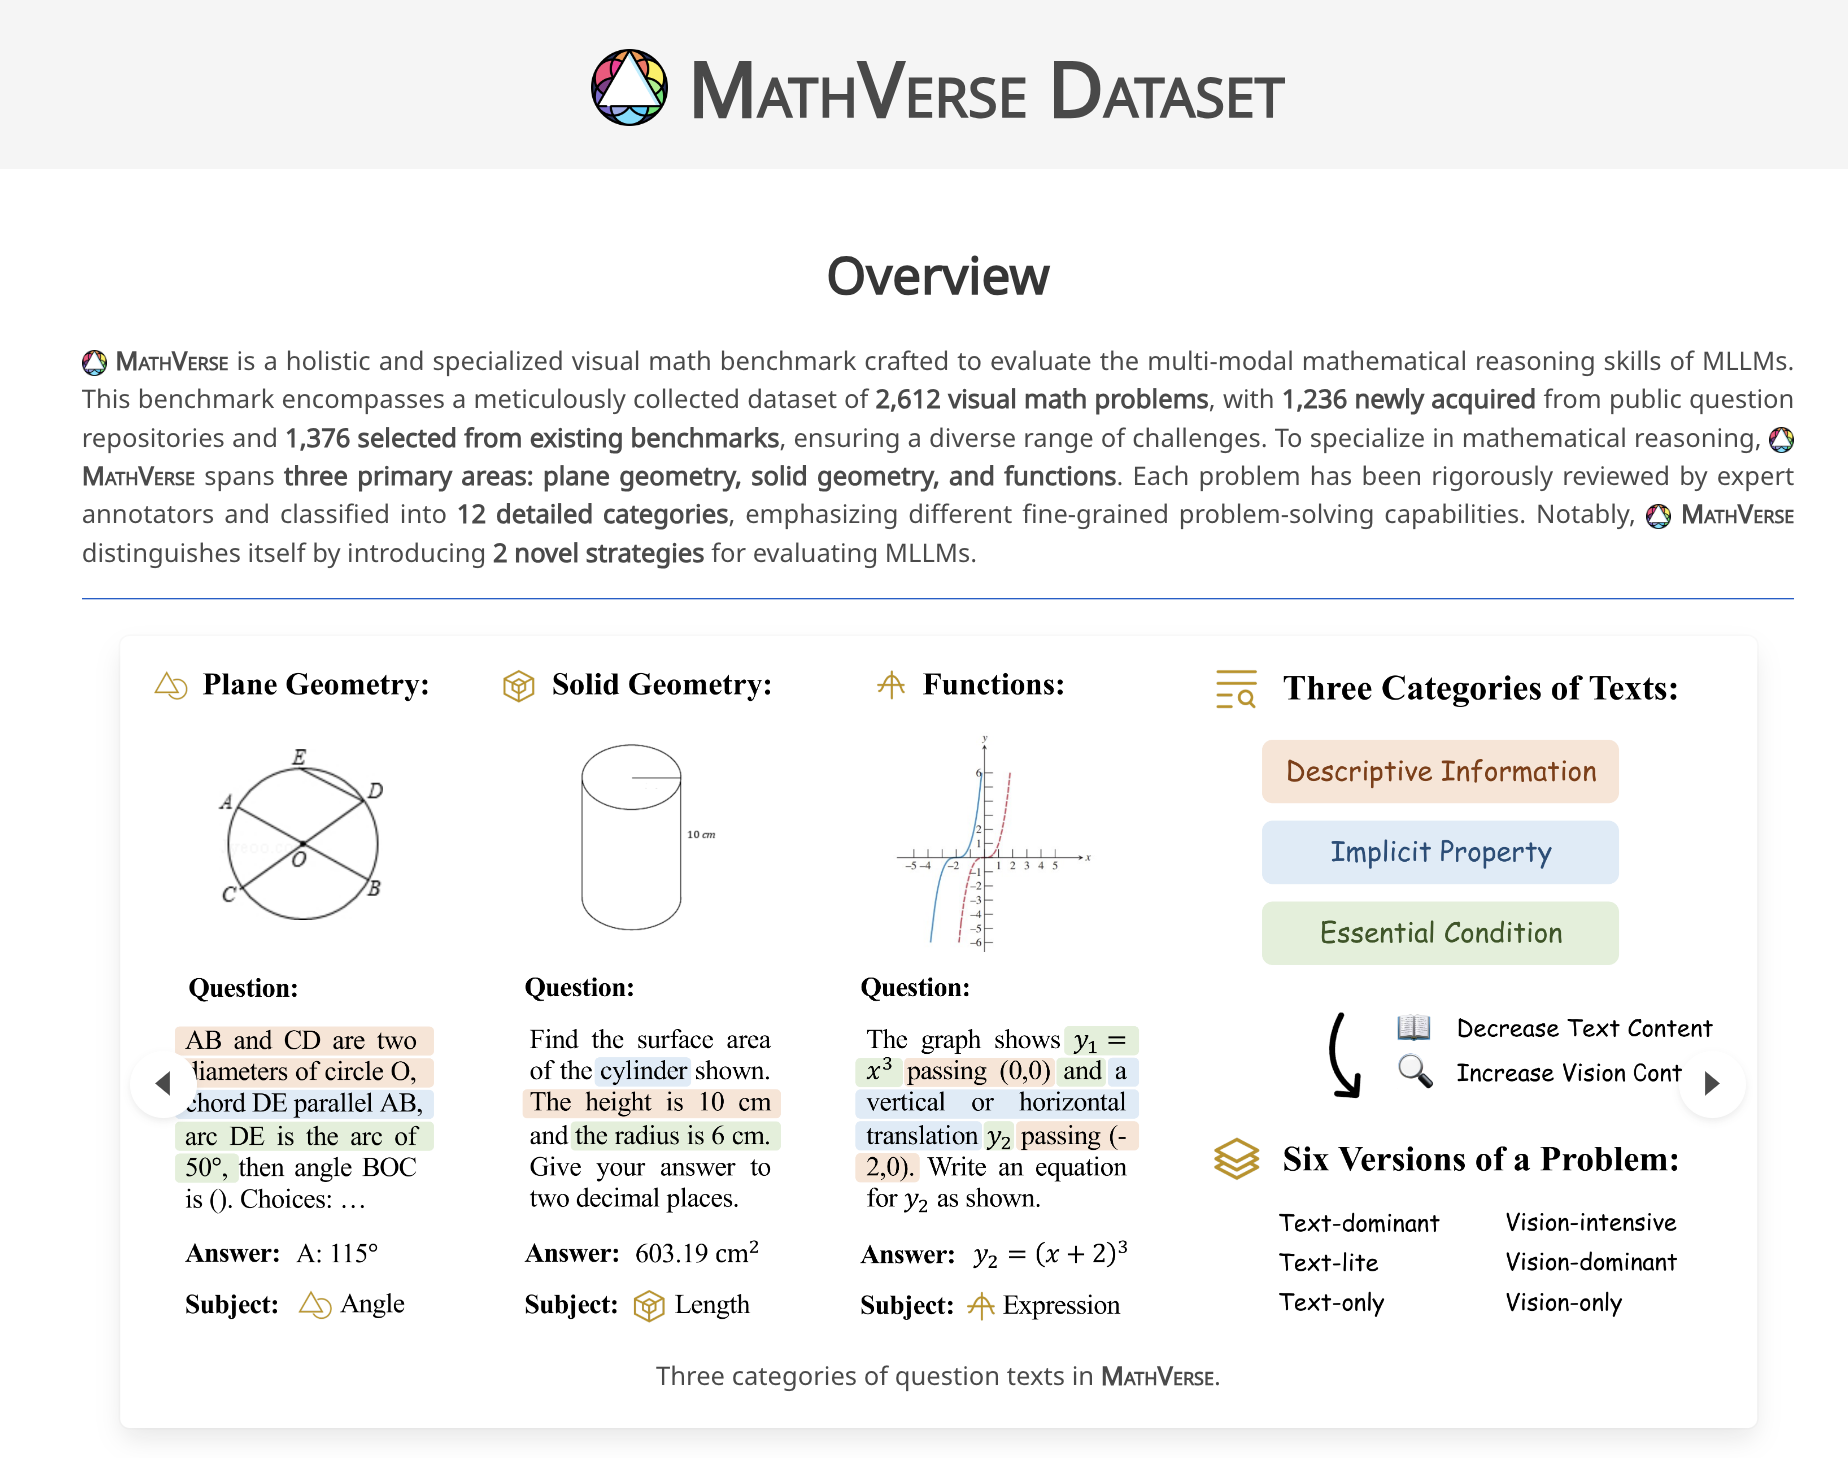 MathVerse Dataset
Overview
MathVerse is a holistic and specialized visual math benchmark crafted to evaluate the multi-modal mathematical reasoning skills of MLLMs.
This benchmark encompasses a meticulously collected dataset of 2,612 visual math problems, with 1,236 newly acquired from public question
repositories and 1,376 selected from existing benchmarks, ensuring a diverse range of challenges. To specialize in mathematical reasoning,
MathVerse spans three primary areas: plane geometry, solid geometry, and functions. Each problem has been rigorously reviewed by expert
annotators and classified into 12 detailed categories, emphasizing different fine-grained problem-solving capabilities. Notably, MathVerse
distinguishes itself by introducing 2 novel strategies for evaluating MLLMs.
Plane Geometry:
E
D
A
O
C
B
Question:
AB and CD are two
diameters of circle O,
chord DE parallel AB,
arc DE is the arc of
50°, then angle BOC
is (). Choices: …
Answer: A: 115°
Subject: Angle
Solid Geometry:
10 cm
Question:
Find the surface area
of the cylinder shown.
The height is 10 cm
and the radius is 6 cm.
Give your answer to
two decimal places.
Answer: 603.19 cm²
Subject: Length
Functions:
y
6
2
1
-5 -4 -2 1 2 3 4 5 x
-1
-2
-3
-4
-5
-6
Question:
The graph shows y₁ =
x³ passing (0,0) and a
vertical or horizontal
translation y₂ passing (-
2,0). Write an equation
for y₂ as shown.
Answer: y₂ = (x + 2)³
Subject: Expression
Three Categories of Texts:
Descriptive Information
Implicit Property
Essential Condition
Decrease Text Content
Increase Vision Cont
Six Versions of a Problem:
Text-dominant Vision-intensive
Text-lite Vision-dominant
Text-only Vision-only
Three categories of question texts in MathVerse.